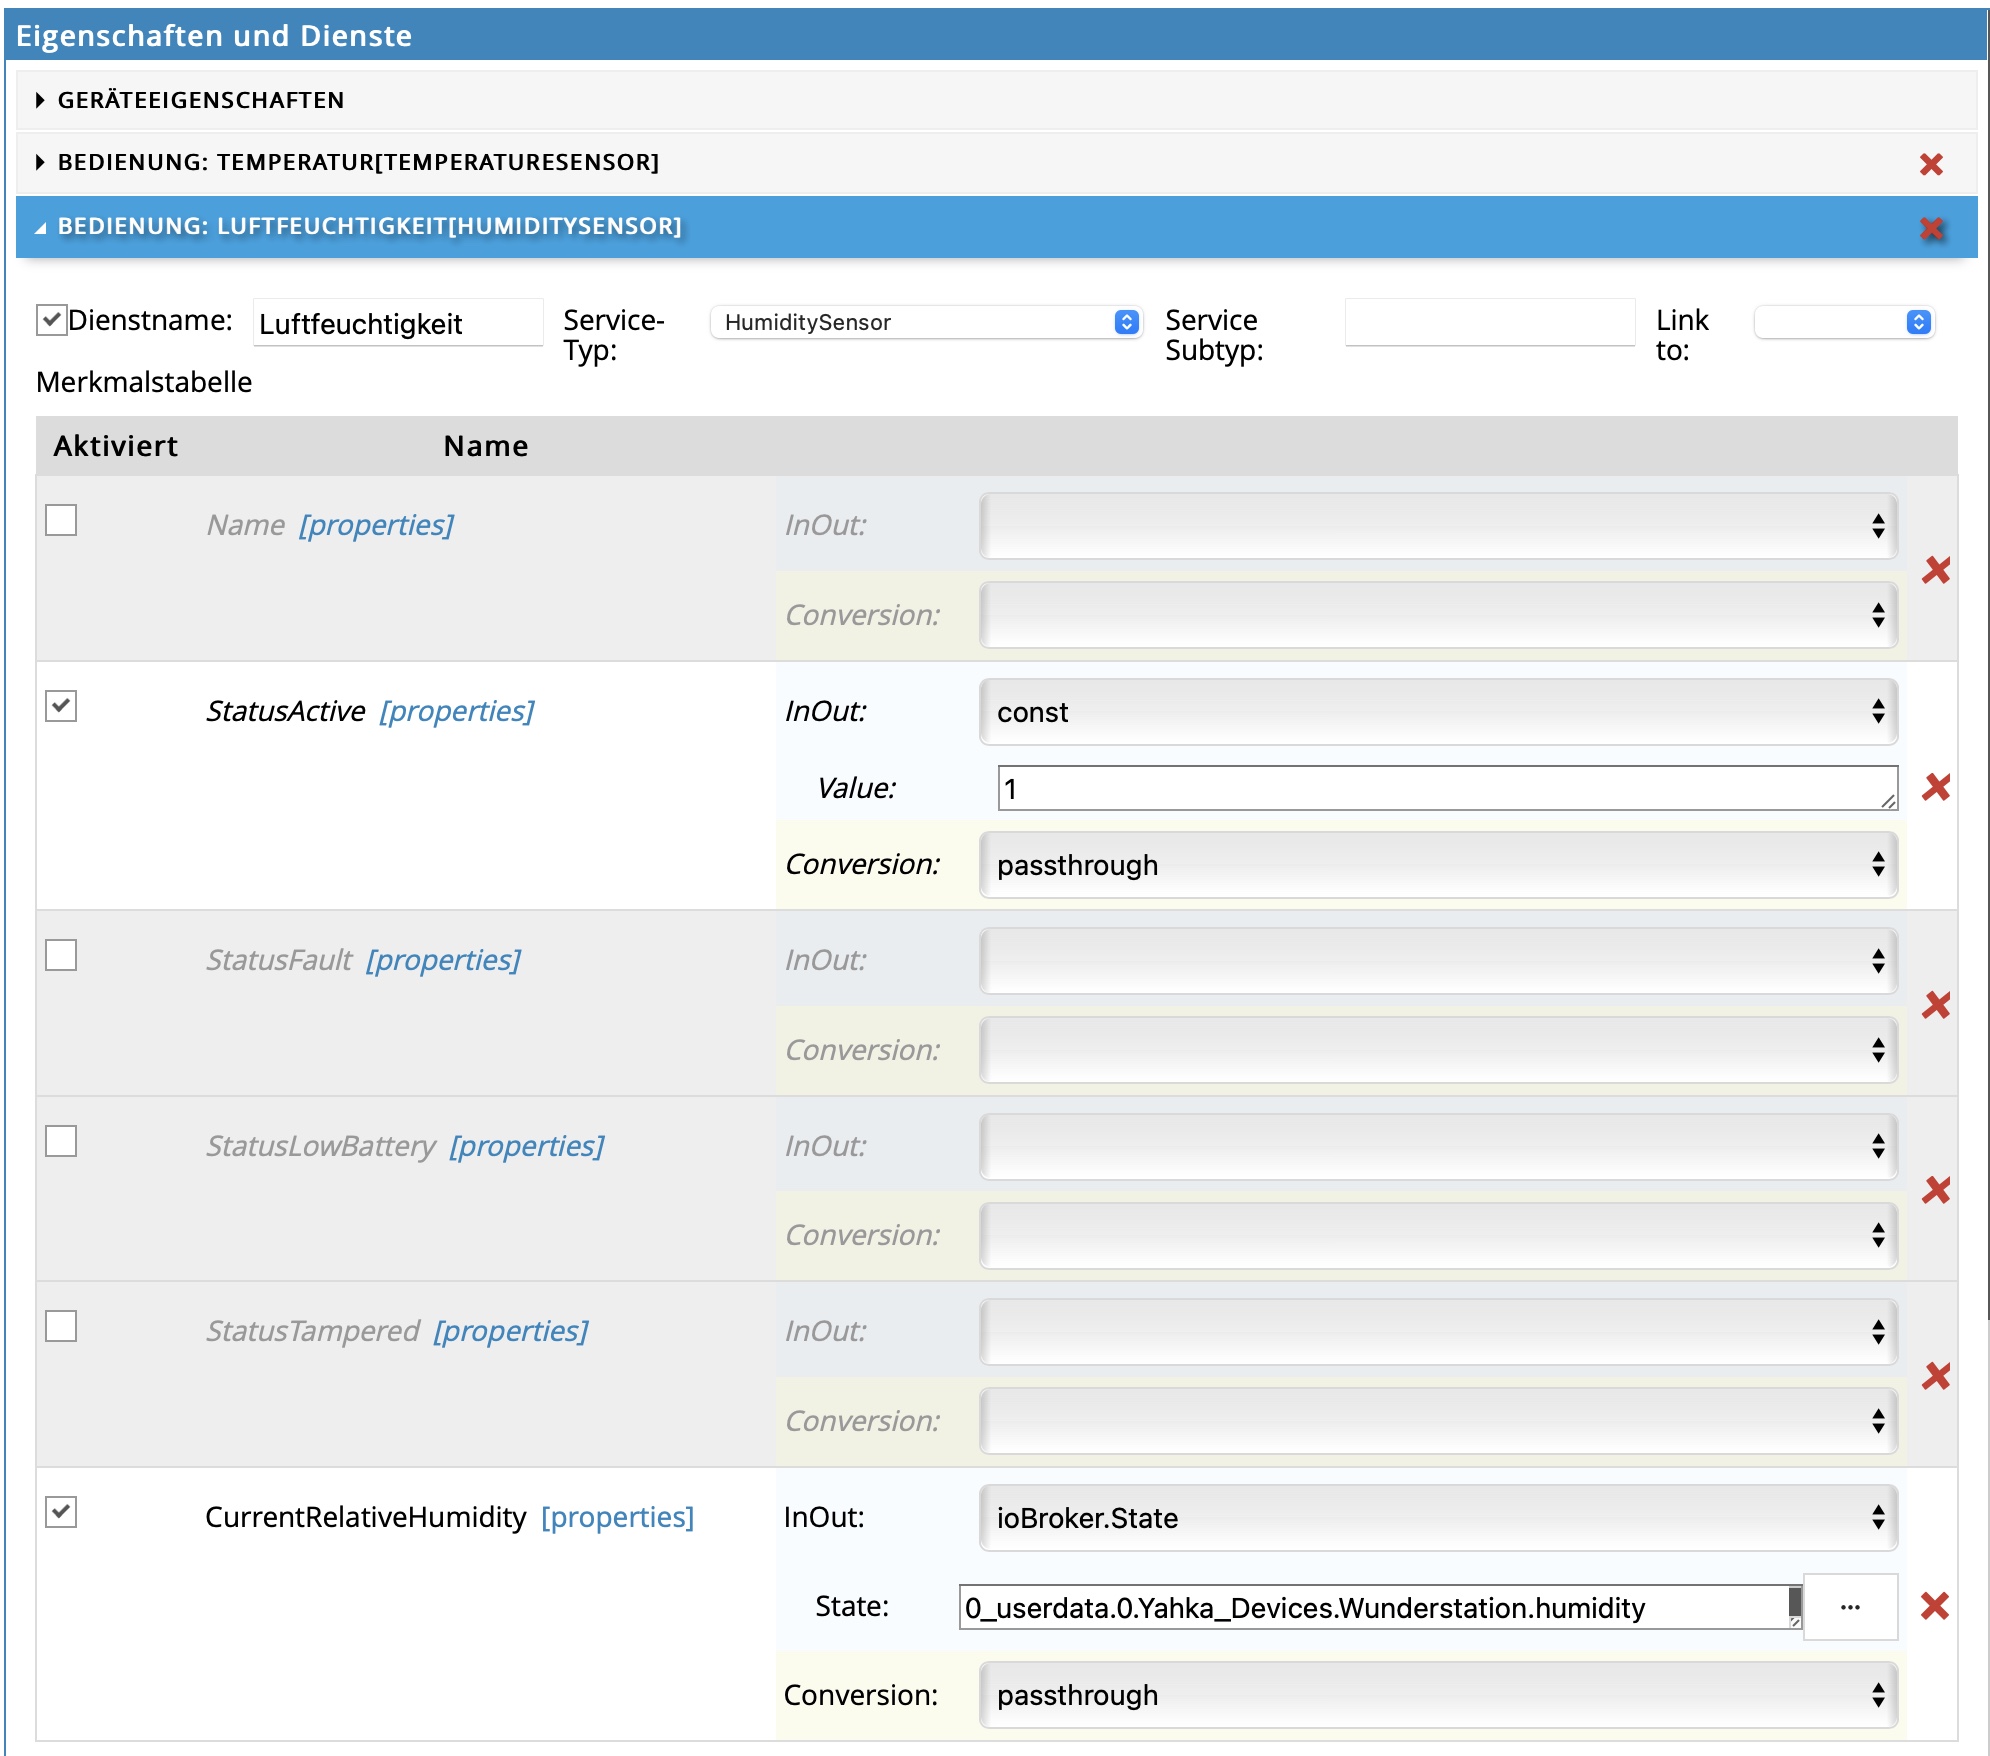 Eigenschaften und Dienste
GERÄTEEIGENSCHAFTEN
BEDIENUNG: TEMPERATUR[TEMPERATURESENSOR]
BEDIENUNG: LUFTFEUCHTIGKEIT[HUMIDITYSENSOR]
Dienstname: Luftfeuchtigkeit Service-Typ: HumiditySensor Service Subtyp: Link to:
Merkmalstabelle
Aktiviert Name
Name [properties] InOut:
Conversion:
StatusActive [properties] InOut: const
Value: 1
Conversion: passthrough
StatusFault [properties] InOut:
Conversion:
StatusLowBattery [properties] InOut:
Conversion:
StatusTampered [properties] InOut:
Conversion:
CurrentRelativeHumidity [properties] InOut: ioBroker.State
State: 0_userdata.0.Yahka_Devices.Wunderstation.humidity ...
Conversion: passthrough